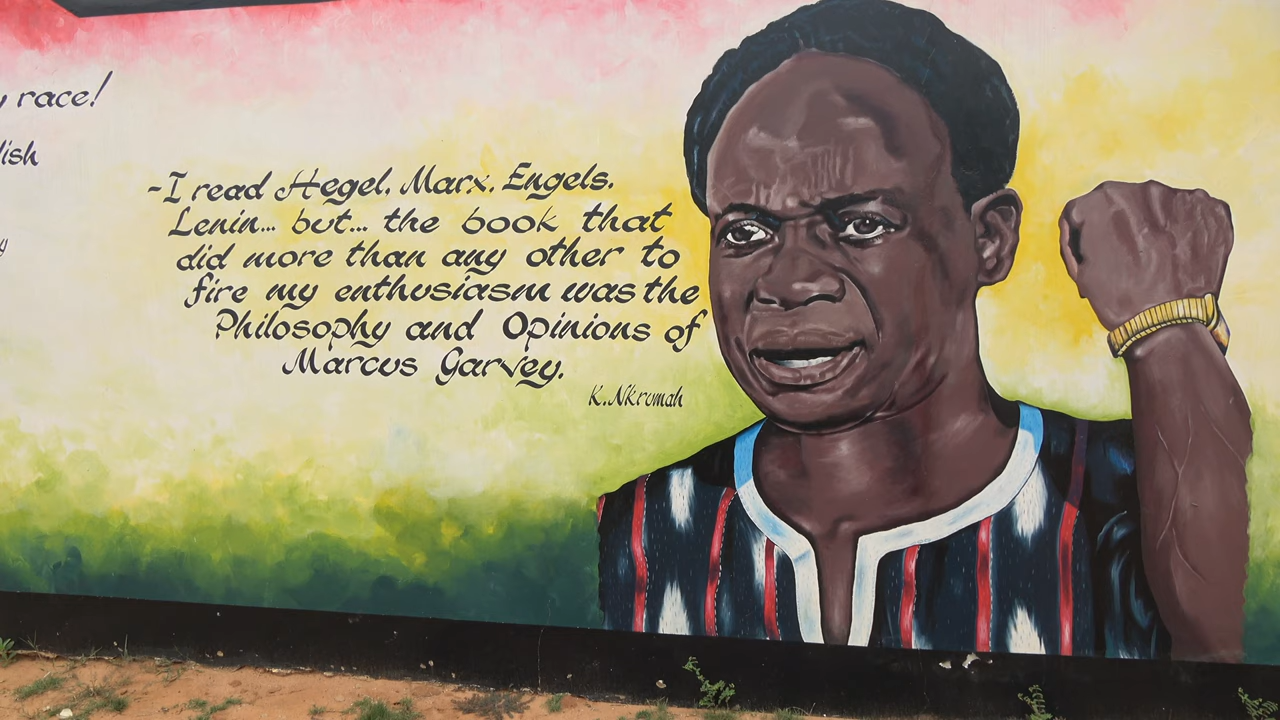 race!
-I read Hegel, Marx, Engels,
Lenin... but... the book that
did more than any other to
fire my enthusiasm was the
Philosophy and Opinions of
Marcus Garvey.
K. Nkrumah